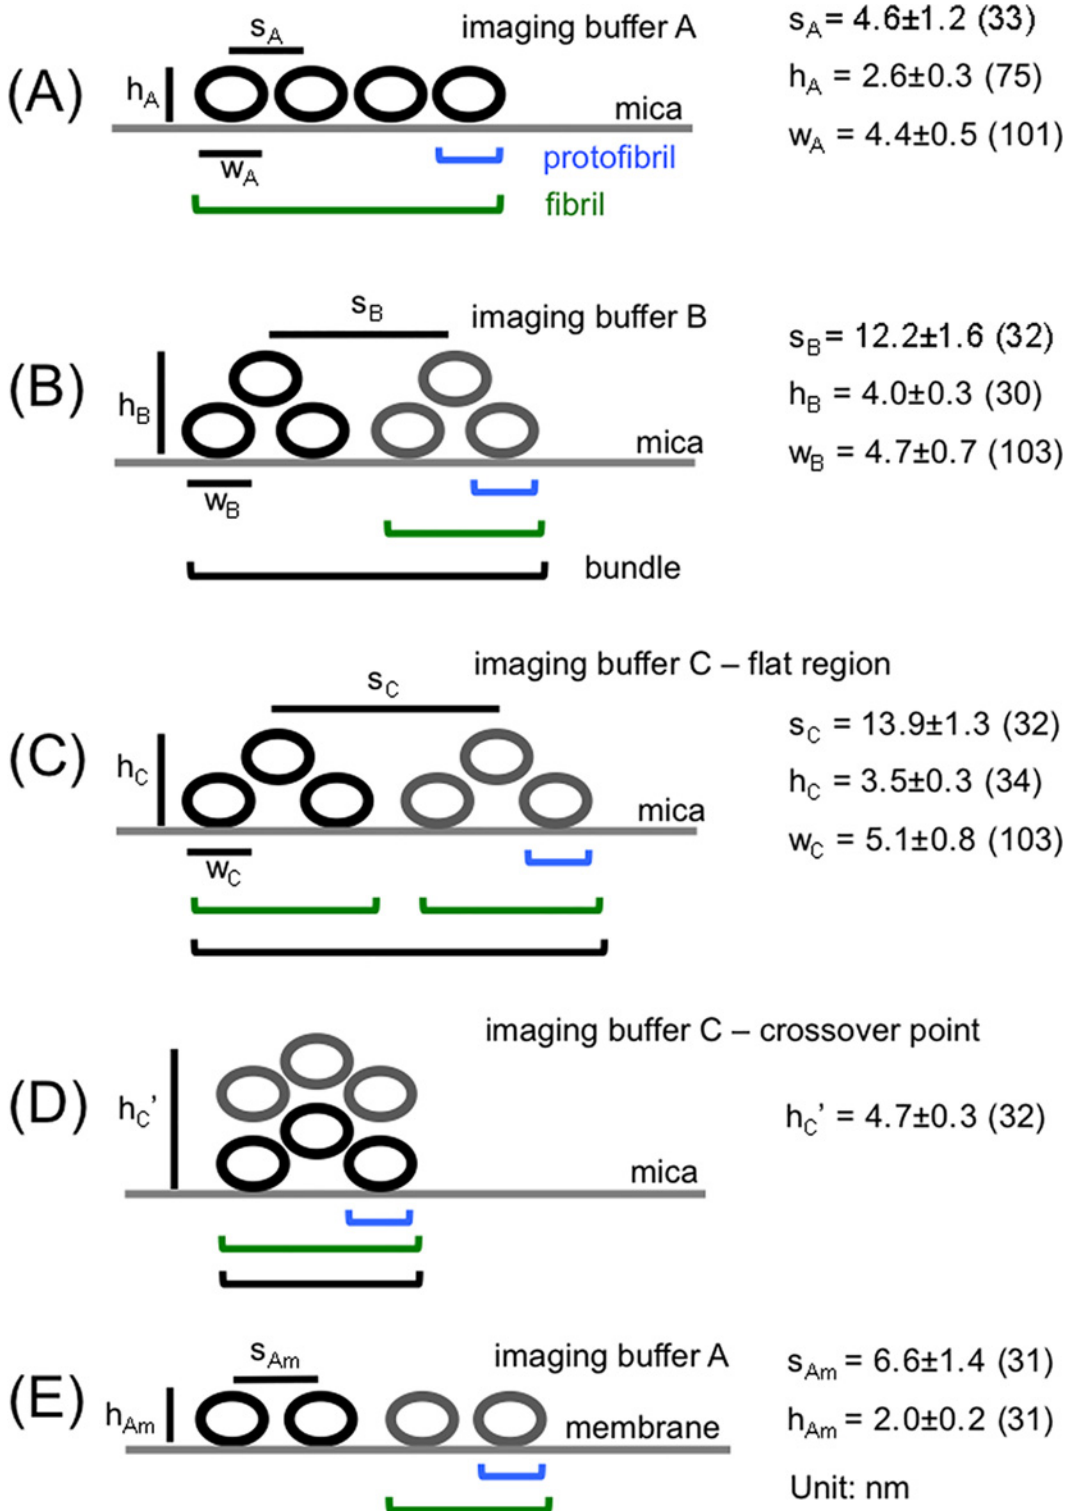 (A)
s_A
imaging buffer A
h_A
mica
w_A
protofibril
fibril
s_A = 4.6±1.2 (33)
h_A = 2.6±0.3 (75)
w_A = 4.4±0.5 (101)
(B)
s_B
imaging buffer B
h_B
mica
w_B
bundle
s_B = 12.2±1.6 (32)
h_B = 4.0±0.3 (30)
w_B = 4.7±0.7 (103)
imaging buffer C – flat region
(C)
s_C
h_C
mica
w_C
s_C = 13.9±1.3 (32)
h_C = 3.5±0.3 (34)
w_C = 5.1±0.8 (103)
imaging buffer C – crossover point
(D)
h_C’
mica
h_C’ = 4.7±0.3 (32)
(E)
s_Am
imaging buffer A
h_Am
membrane
s_Am = 6.6±1.4 (31)
h_Am = 2.0±0.2 (31)
Unit: nm